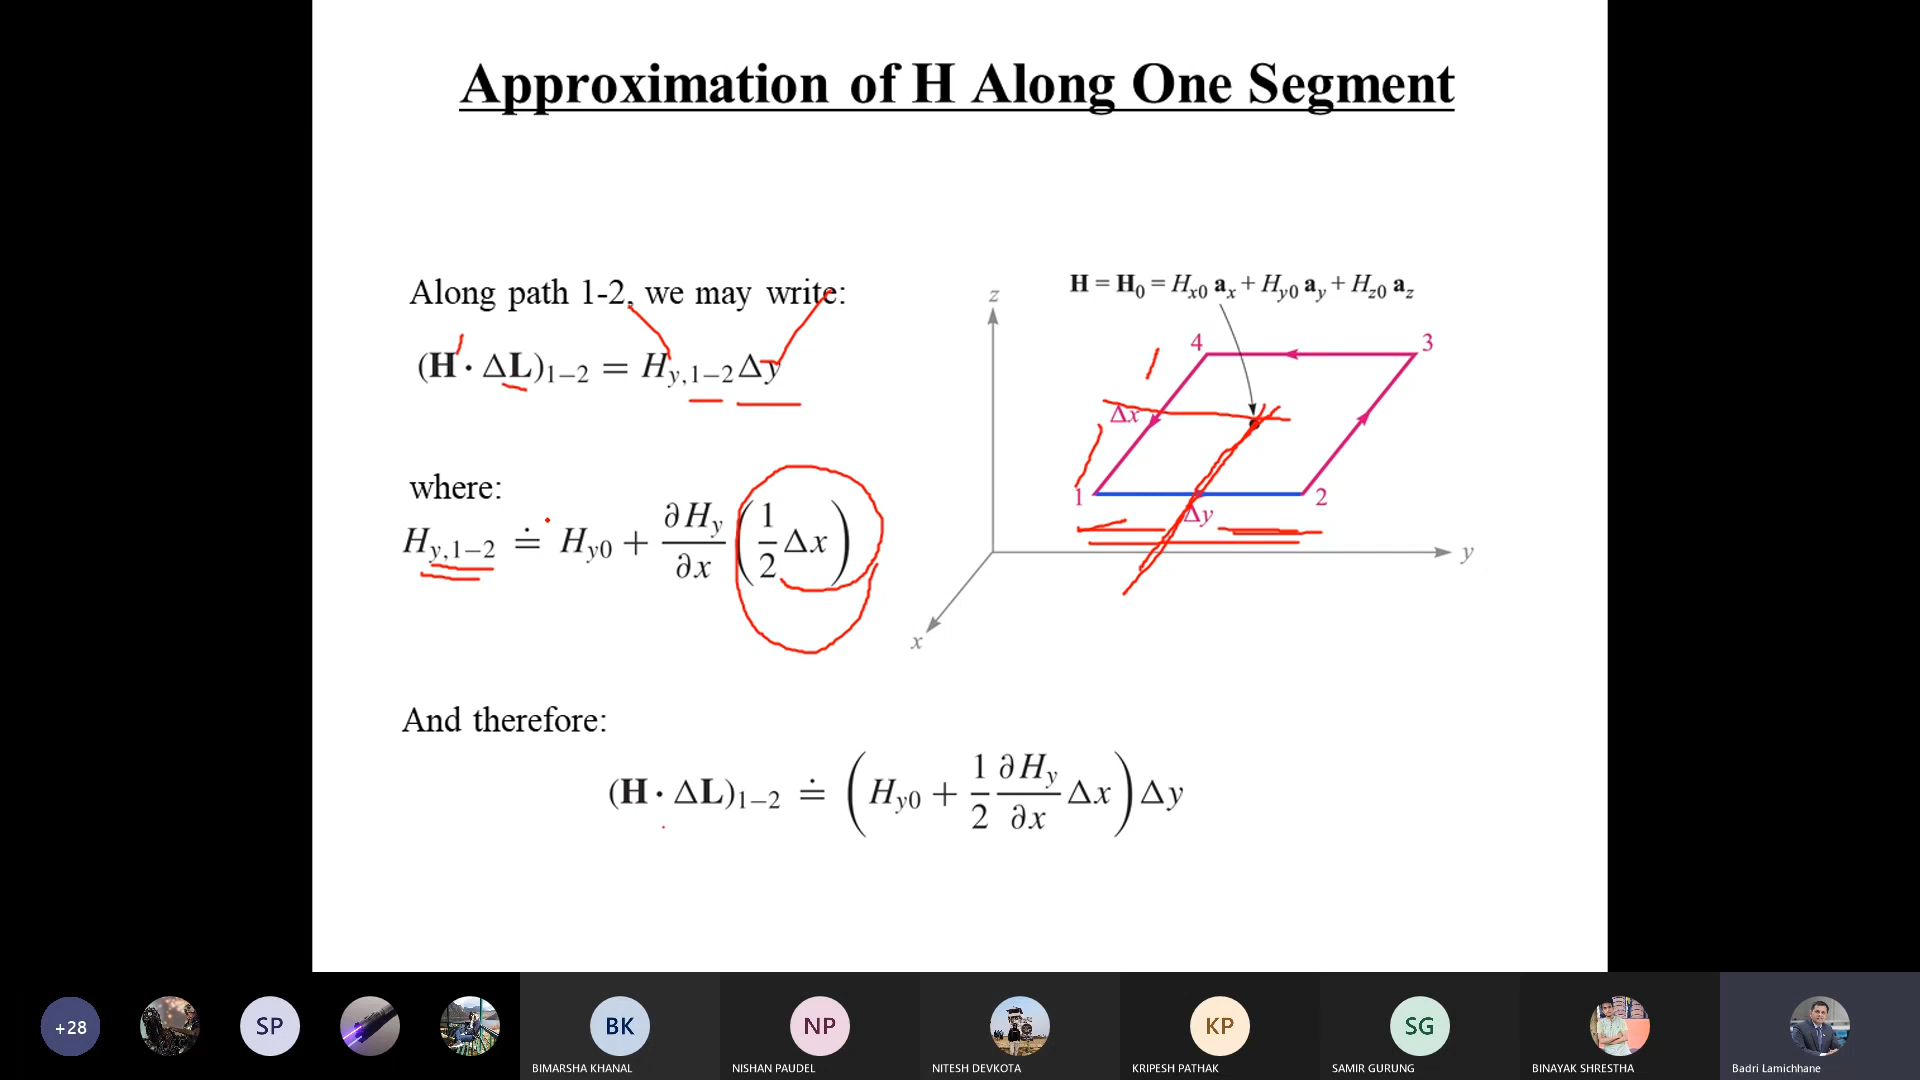 Approximation of H Along One Segment
Along path 1-2, we may write:
(H · ΔL)₁₋₂ = H_y,1−2 Δy
where:
H_y,1−2 ≐ H_y0 + ∂H_y/∂x (1/2 Δx)
And therefore:
(H · ΔL)₁₋₂ ≐ (H_y0 + 1/2 ∂H_y/∂x Δx) Δy
H = H₀ = H_x0 a_x + H_y0 a_y + H_z0 a_z
z
4
3
Δx
1
2
Δy
y
x
+28
SP
BK
NP
KP
SG
BIMARSHA KHANAL
NISHAN PAUDEL
NITESH DEVKOTA
KRIPESH PATHAK
SAMIR GURUNG
BINAYAK SHRESTHA
Badri Lamichhane